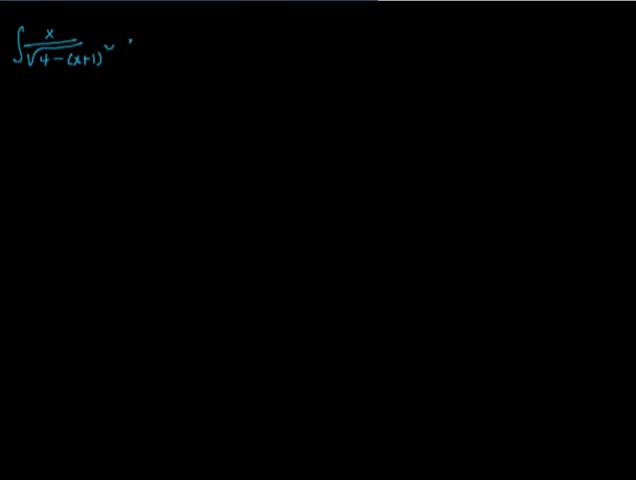 ∫ x / √4 - (x+1)²